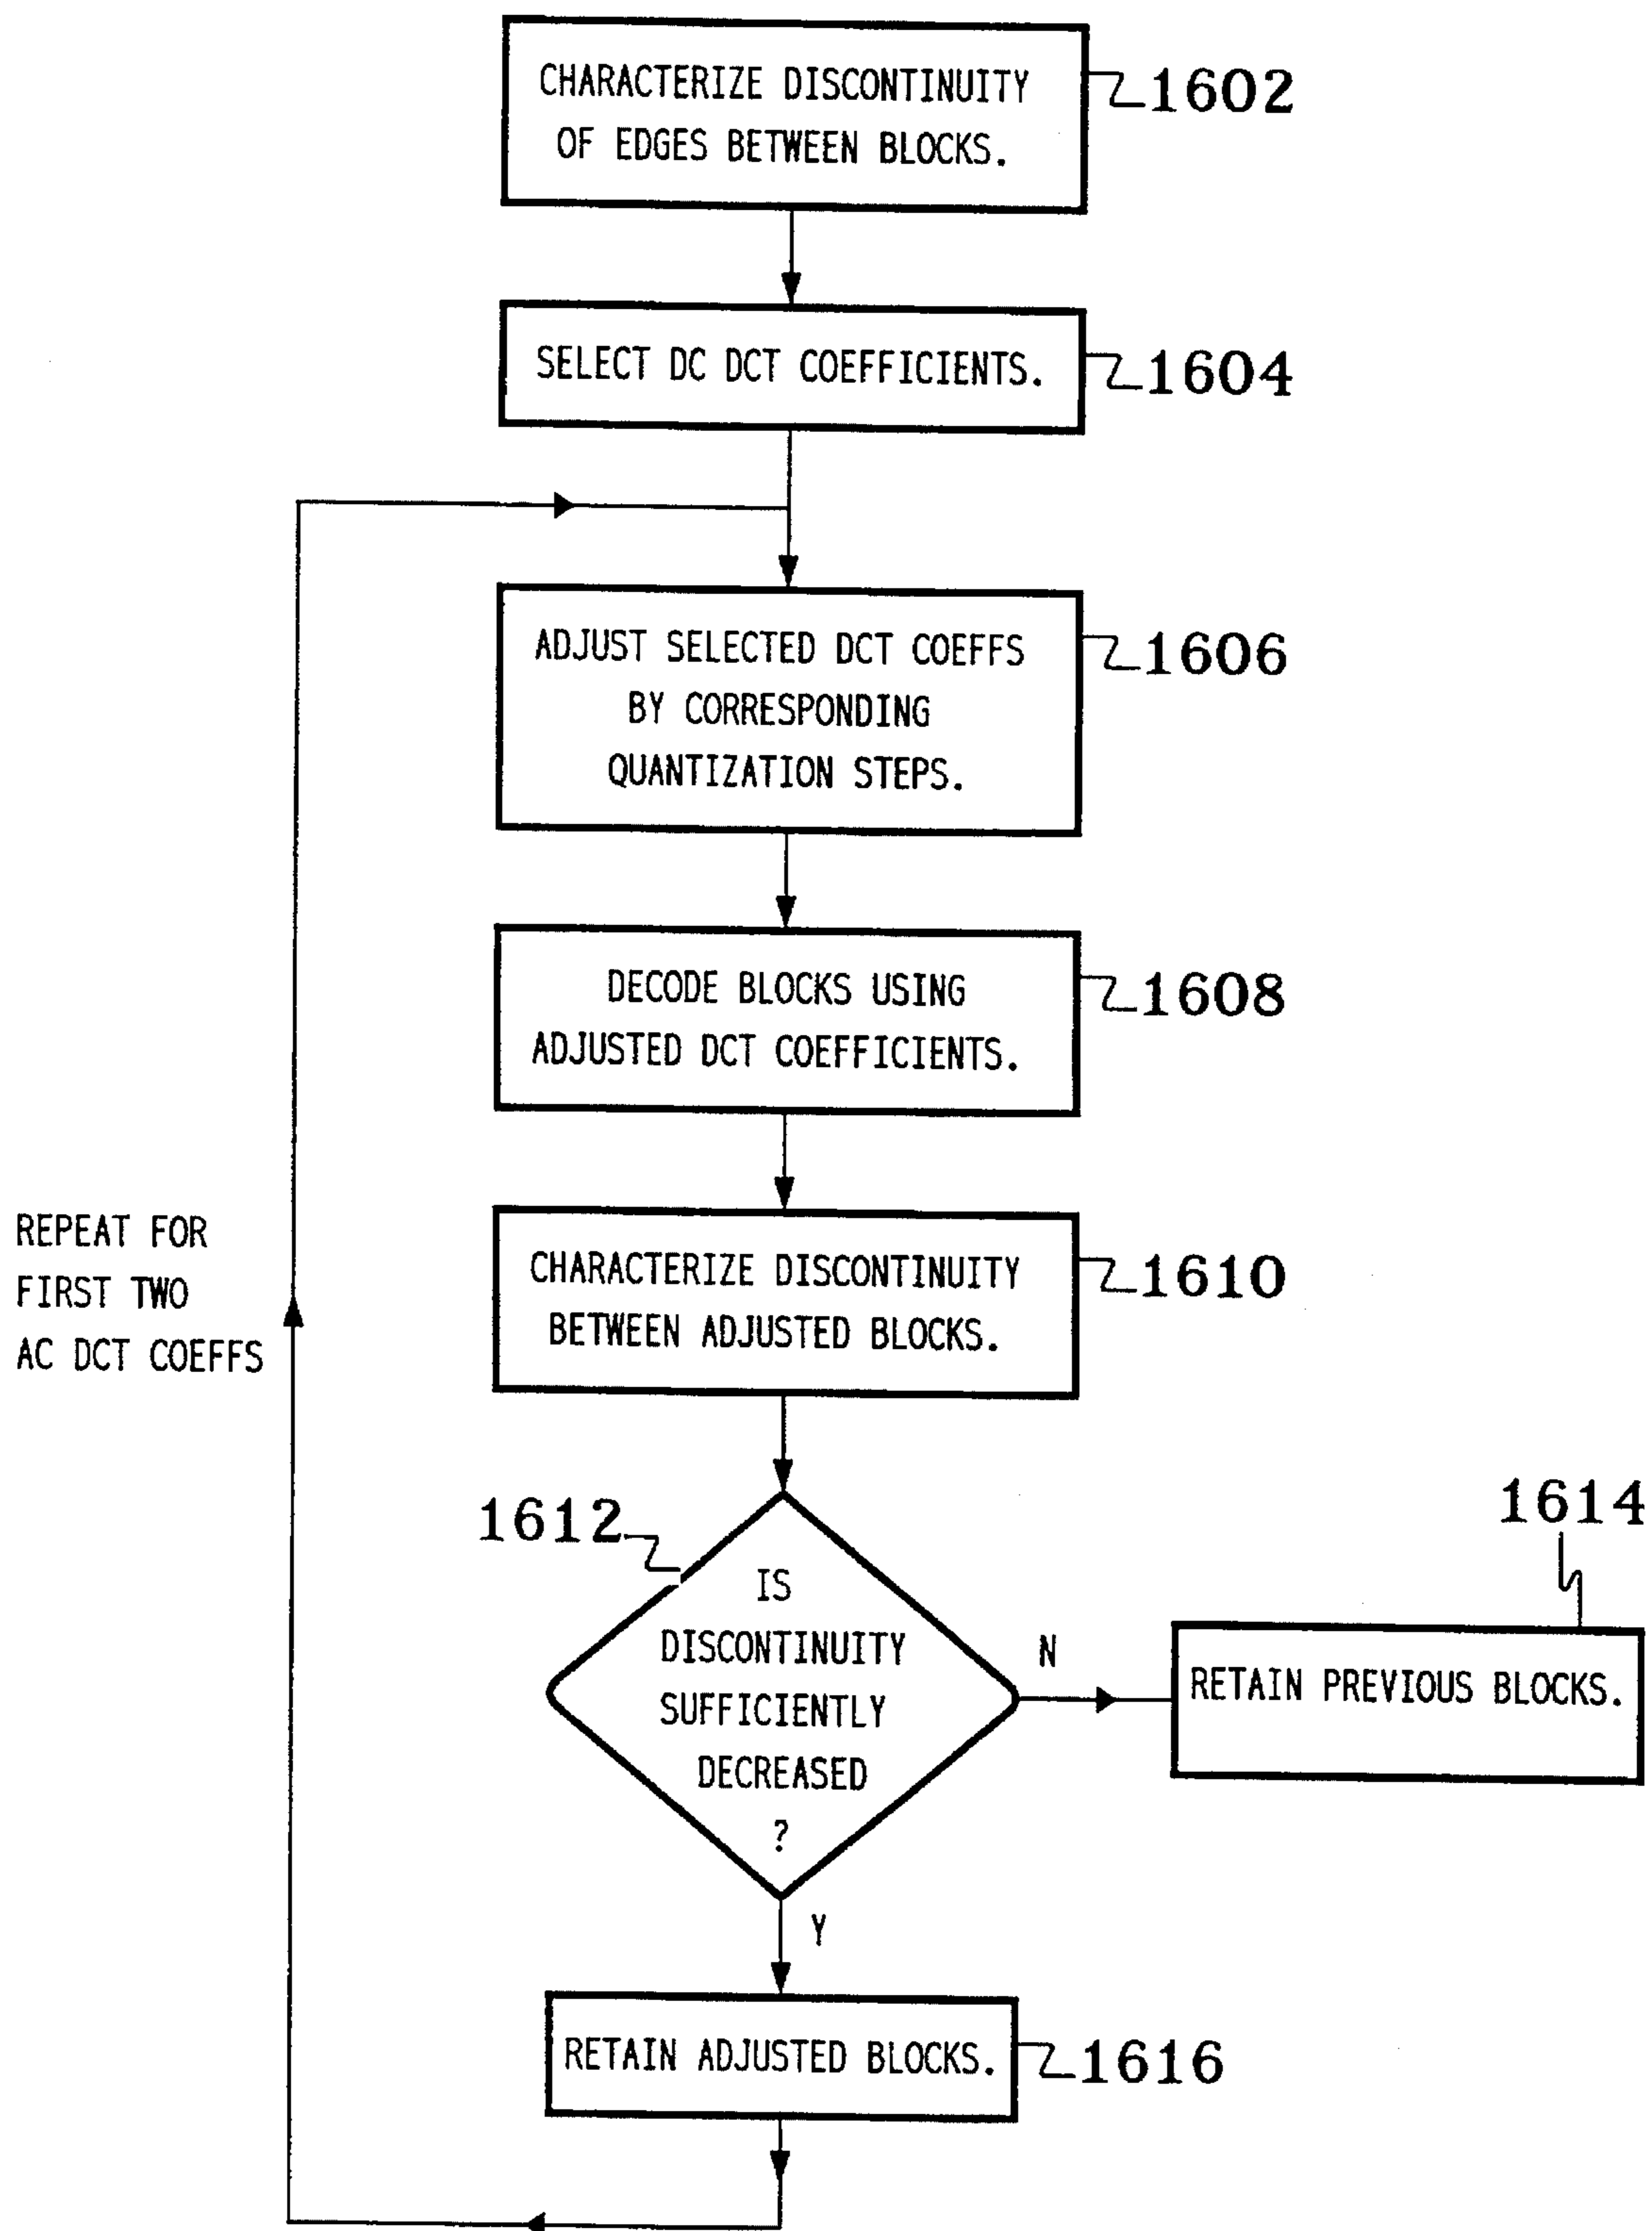 CHARACTERIZE DISCONTINUITY
OF EDGES BETWEEN BLOCKS.
1602
SELECT DC DCT COEFFICIENTS.
1604
ADJUST SELECTED DCT COEFFS
BY CORRESPONDING
QUANTIZATION STEPS.
1606
DECODE BLOCKS USING
ADJUSTED DCT COEFFICIENTS.
1608
REPEAT FOR
FIRST TWO
AC DCT COEFFS
CHARACTERIZE DISCONTINUITY
BETWEEN ADJUSTED BLOCKS.
1610
1612
IS
DISCONTINUITY
SUFFICIENTLY
DECREASED
?
N
1614
RETAIN PREVIOUS BLOCKS.
Y
RETAIN ADJUSTED BLOCKS.
1616